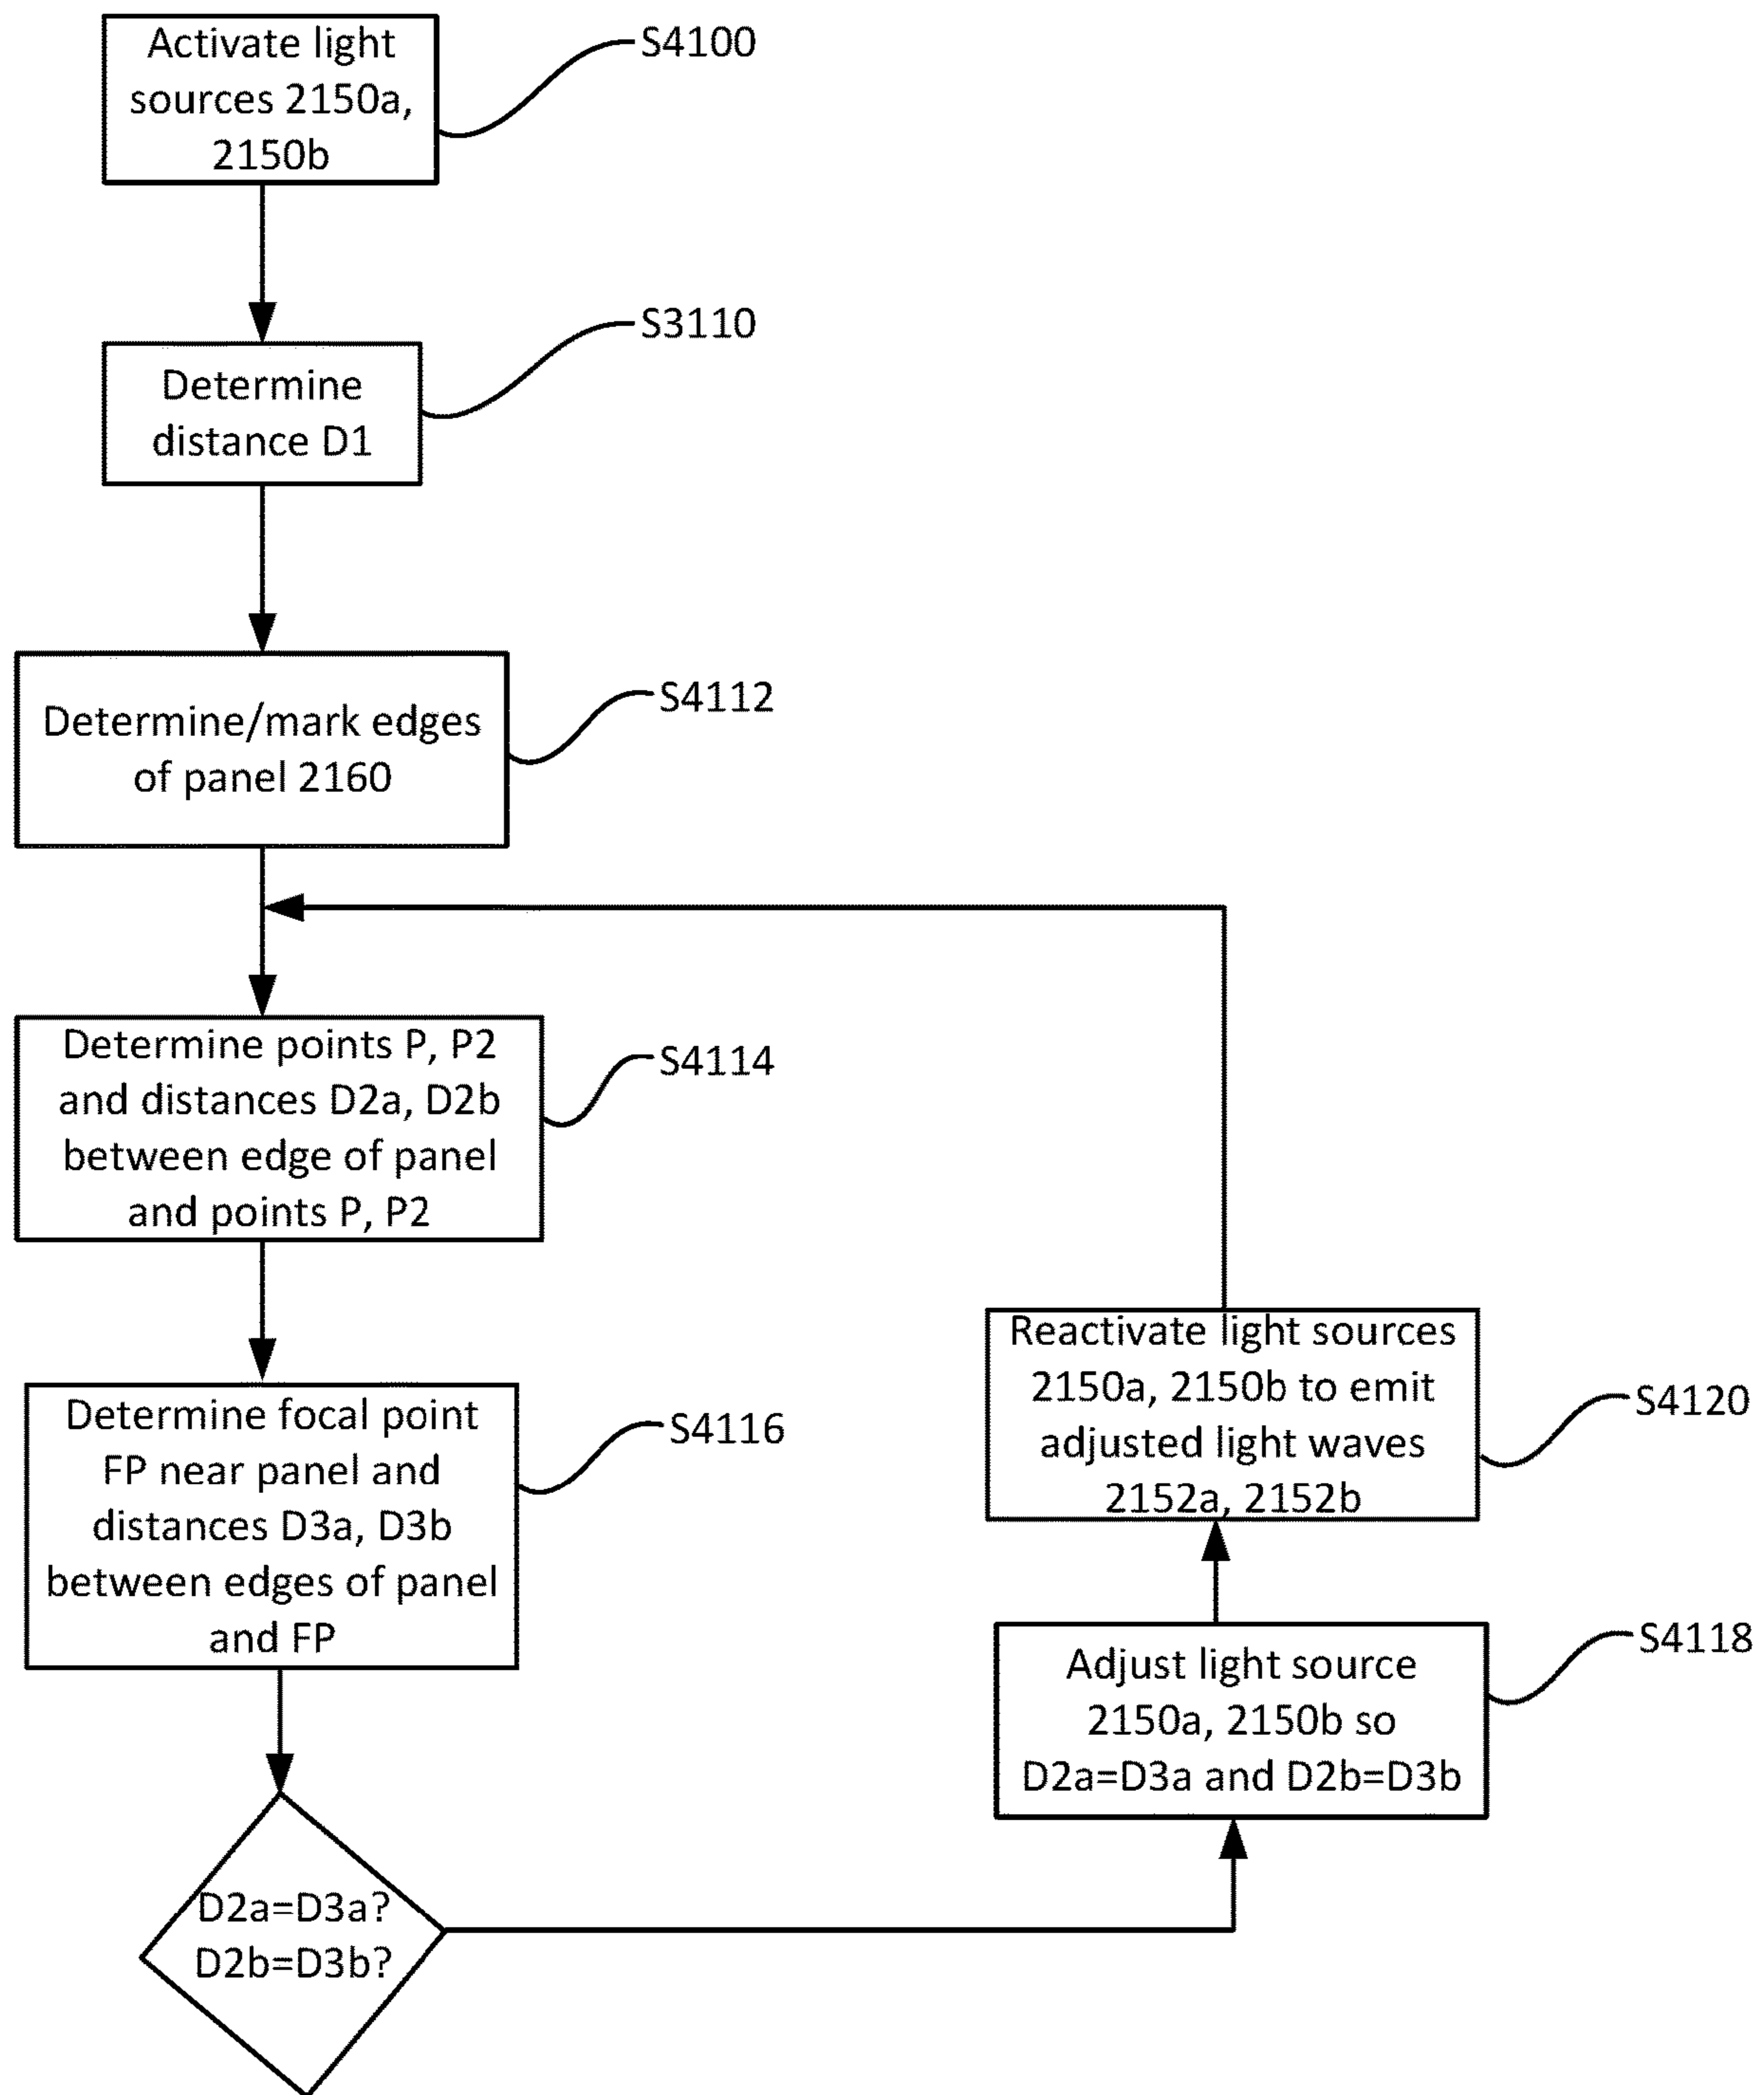 Activate light
sources 2150a,
2150b
S4100
Determine
distance D1
S3110
Determine/mark edges
of panel 2160
S4112
Determine points P, P2
and distances D2a, D2b
between edge of panel
and points P, P2
S4114
Determine focal point
FP near panel and
distances D3a, D3b
between edges of panel
and FP
S4116
D2a=D3a?
D2b=D3b?
Adjust light source
2150a, 2150b so
D2a=D3a and D2b=D3b
S4118
Reactivate light sources
2150a, 2150b to emit
adjusted light waves
2152a, 2152b
S4120